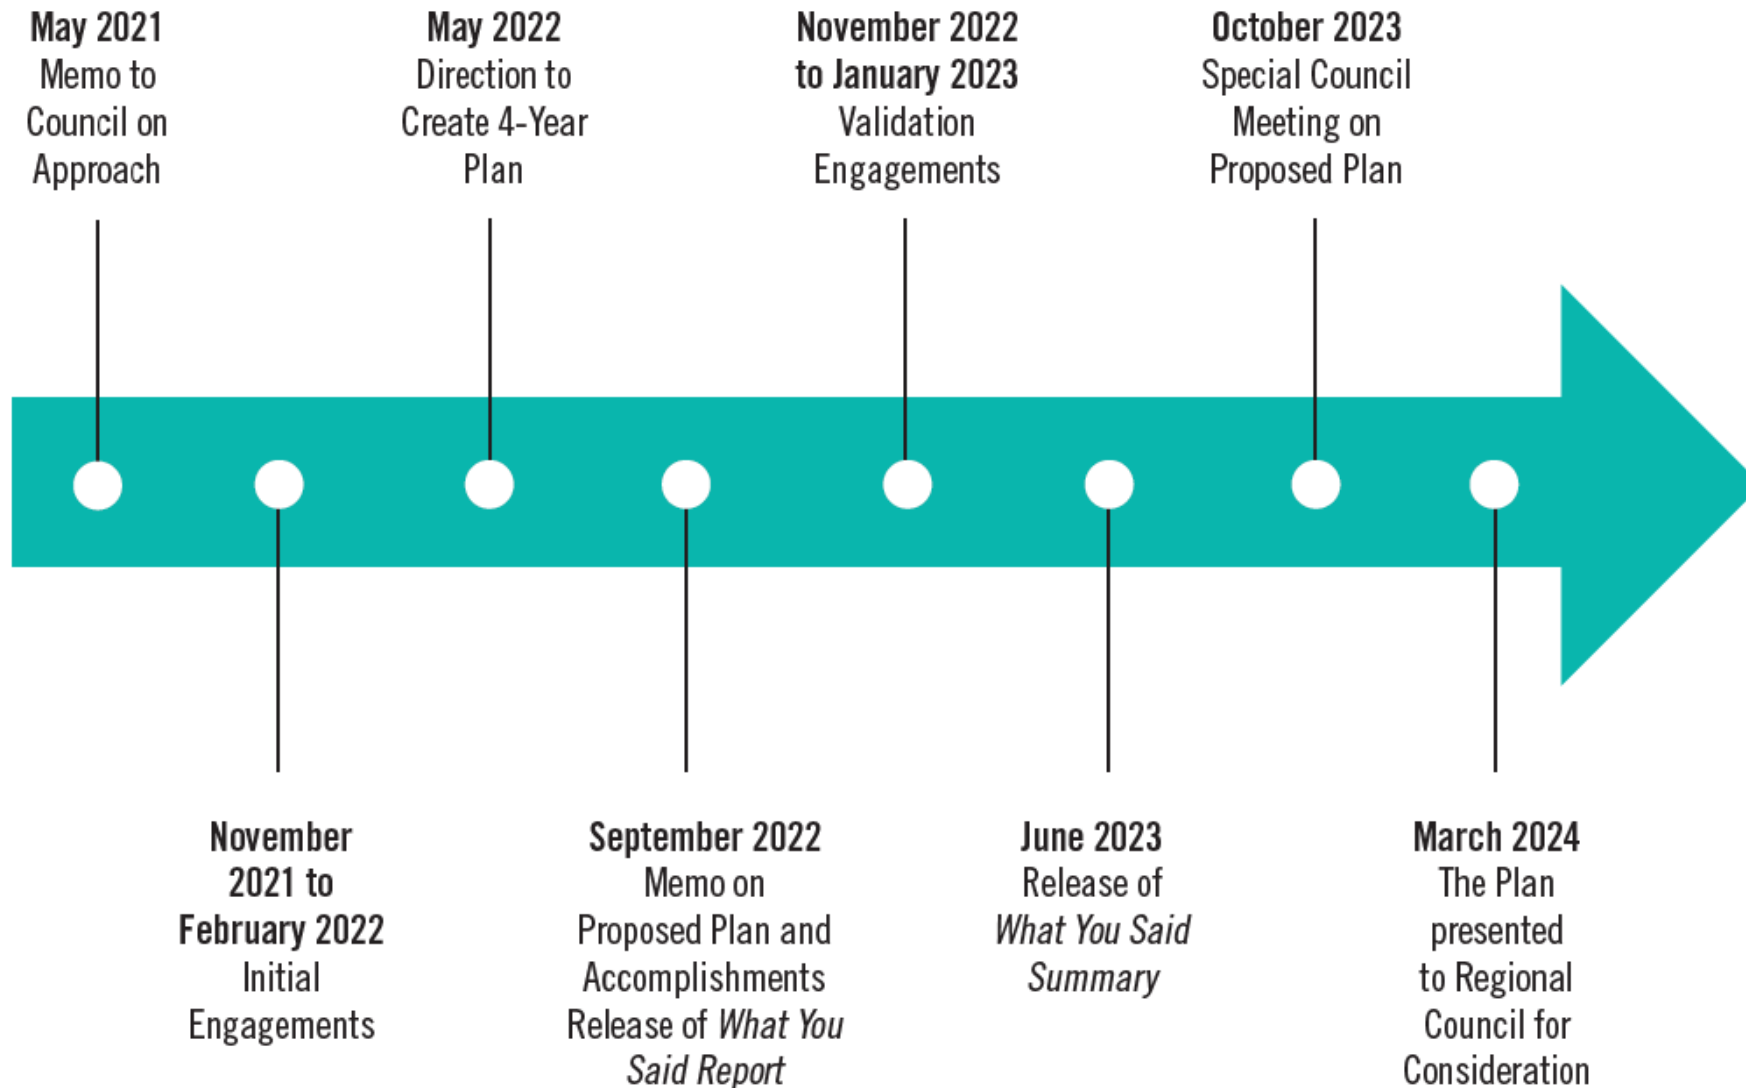 May 2021
Memo to
Council on
Approach
May 2022
Direction to
Create 4-Year
Plan
November 2022
to January 2023
Validation
Engagements
October 2023
Special Council
Meeting on
Proposed Plan
November
2021 to
February 2022
Initial
Engagements
September 2022
Memo on
Proposed Plan and
Accomplishments
Release of What You
Said Report
June 2023
Release of
What You Said
Summary
March 2024
The Plan
presented
to Regional
Council for
Consideration